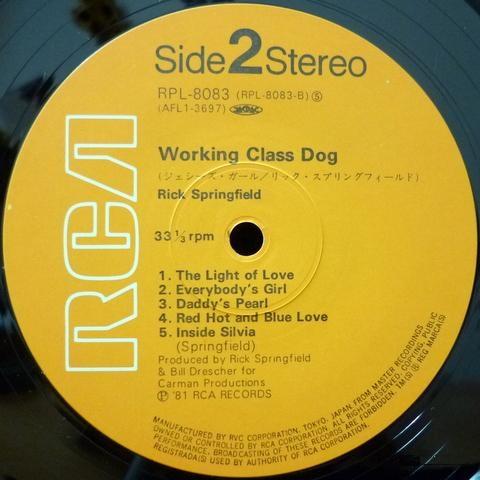 Side 2 Stereo
RPL-8083 (RPL-8083-B) Ⓢ
(AFL1-3697)
RCA
Working Class Dog
(ジェシーズ・ガール/リック・スプリングフィールド)
Rick Springfield
33 1/3 rpm
1. The Light of Love
2. Everybody's Girl
3. Daddy's Pearl
4. Red Hot and Blue Love
5. Inside Silvia
(Springfield)
Produced by Rick Springfield
& Bill Drescher for
Carman Productions
Ⓟ '81 RCA RECORDS
MANUFACTURED BY RVC CORPORATION, TOKYO, JAPAN FROM MASTER RECORDINGS
OWNED OR CONTROLLED BY RCA CORPORATION. ALL RIGHTS RESERVED. COPYING, PUBLIC
PERFORMANCE, BROADCASTING OF THESE RECORDS ARE FORBIDDEN. TM(S) ® REG MARCA(S)
REGISTRADA(S) USED BY AUTHORITY OF RCA CORPORATION.